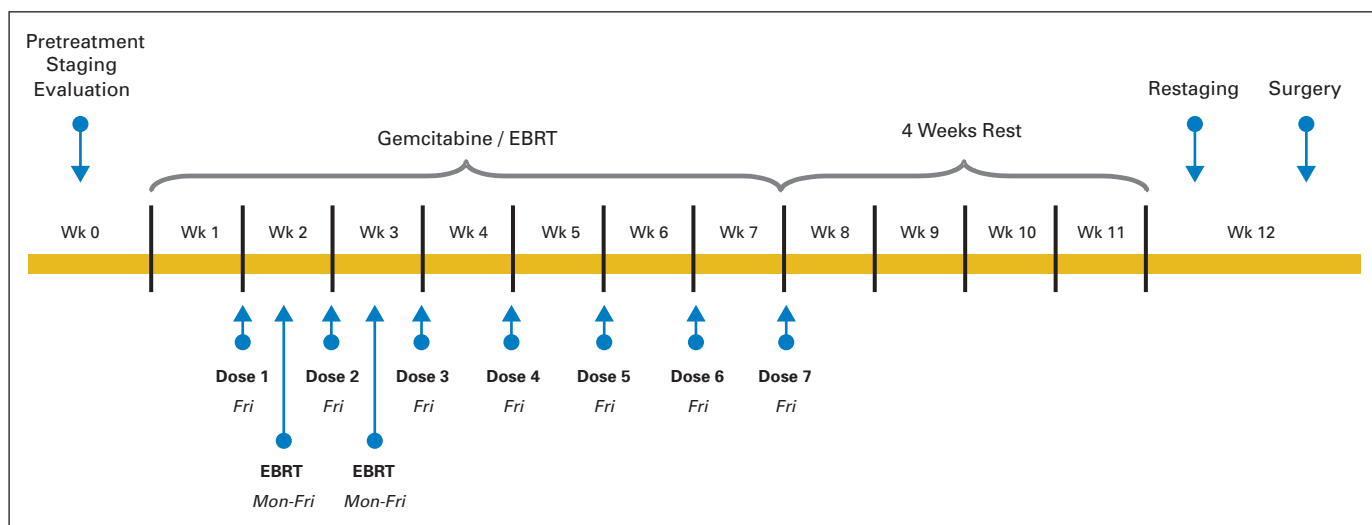 Pretreatment
Staging
Evaluation
Gemcitabine / EBRT
4 Weeks Rest
Restaging
Surgery
Wk 0
Wk 1
Wk 2
Wk 3
Wk 4
Wk 5
Wk 6
Wk 7
Wk 8
Wk 9
Wk 10
Wk 11
Wk 12
Dose 1
Fri
Dose 2
Fri
Dose 3
Fri
Dose 4
Fri
Dose 5
Fri
Dose 6
Fri
Dose 7
Fri
EBRT
Mon-Fri
EBRT
Mon-Fri